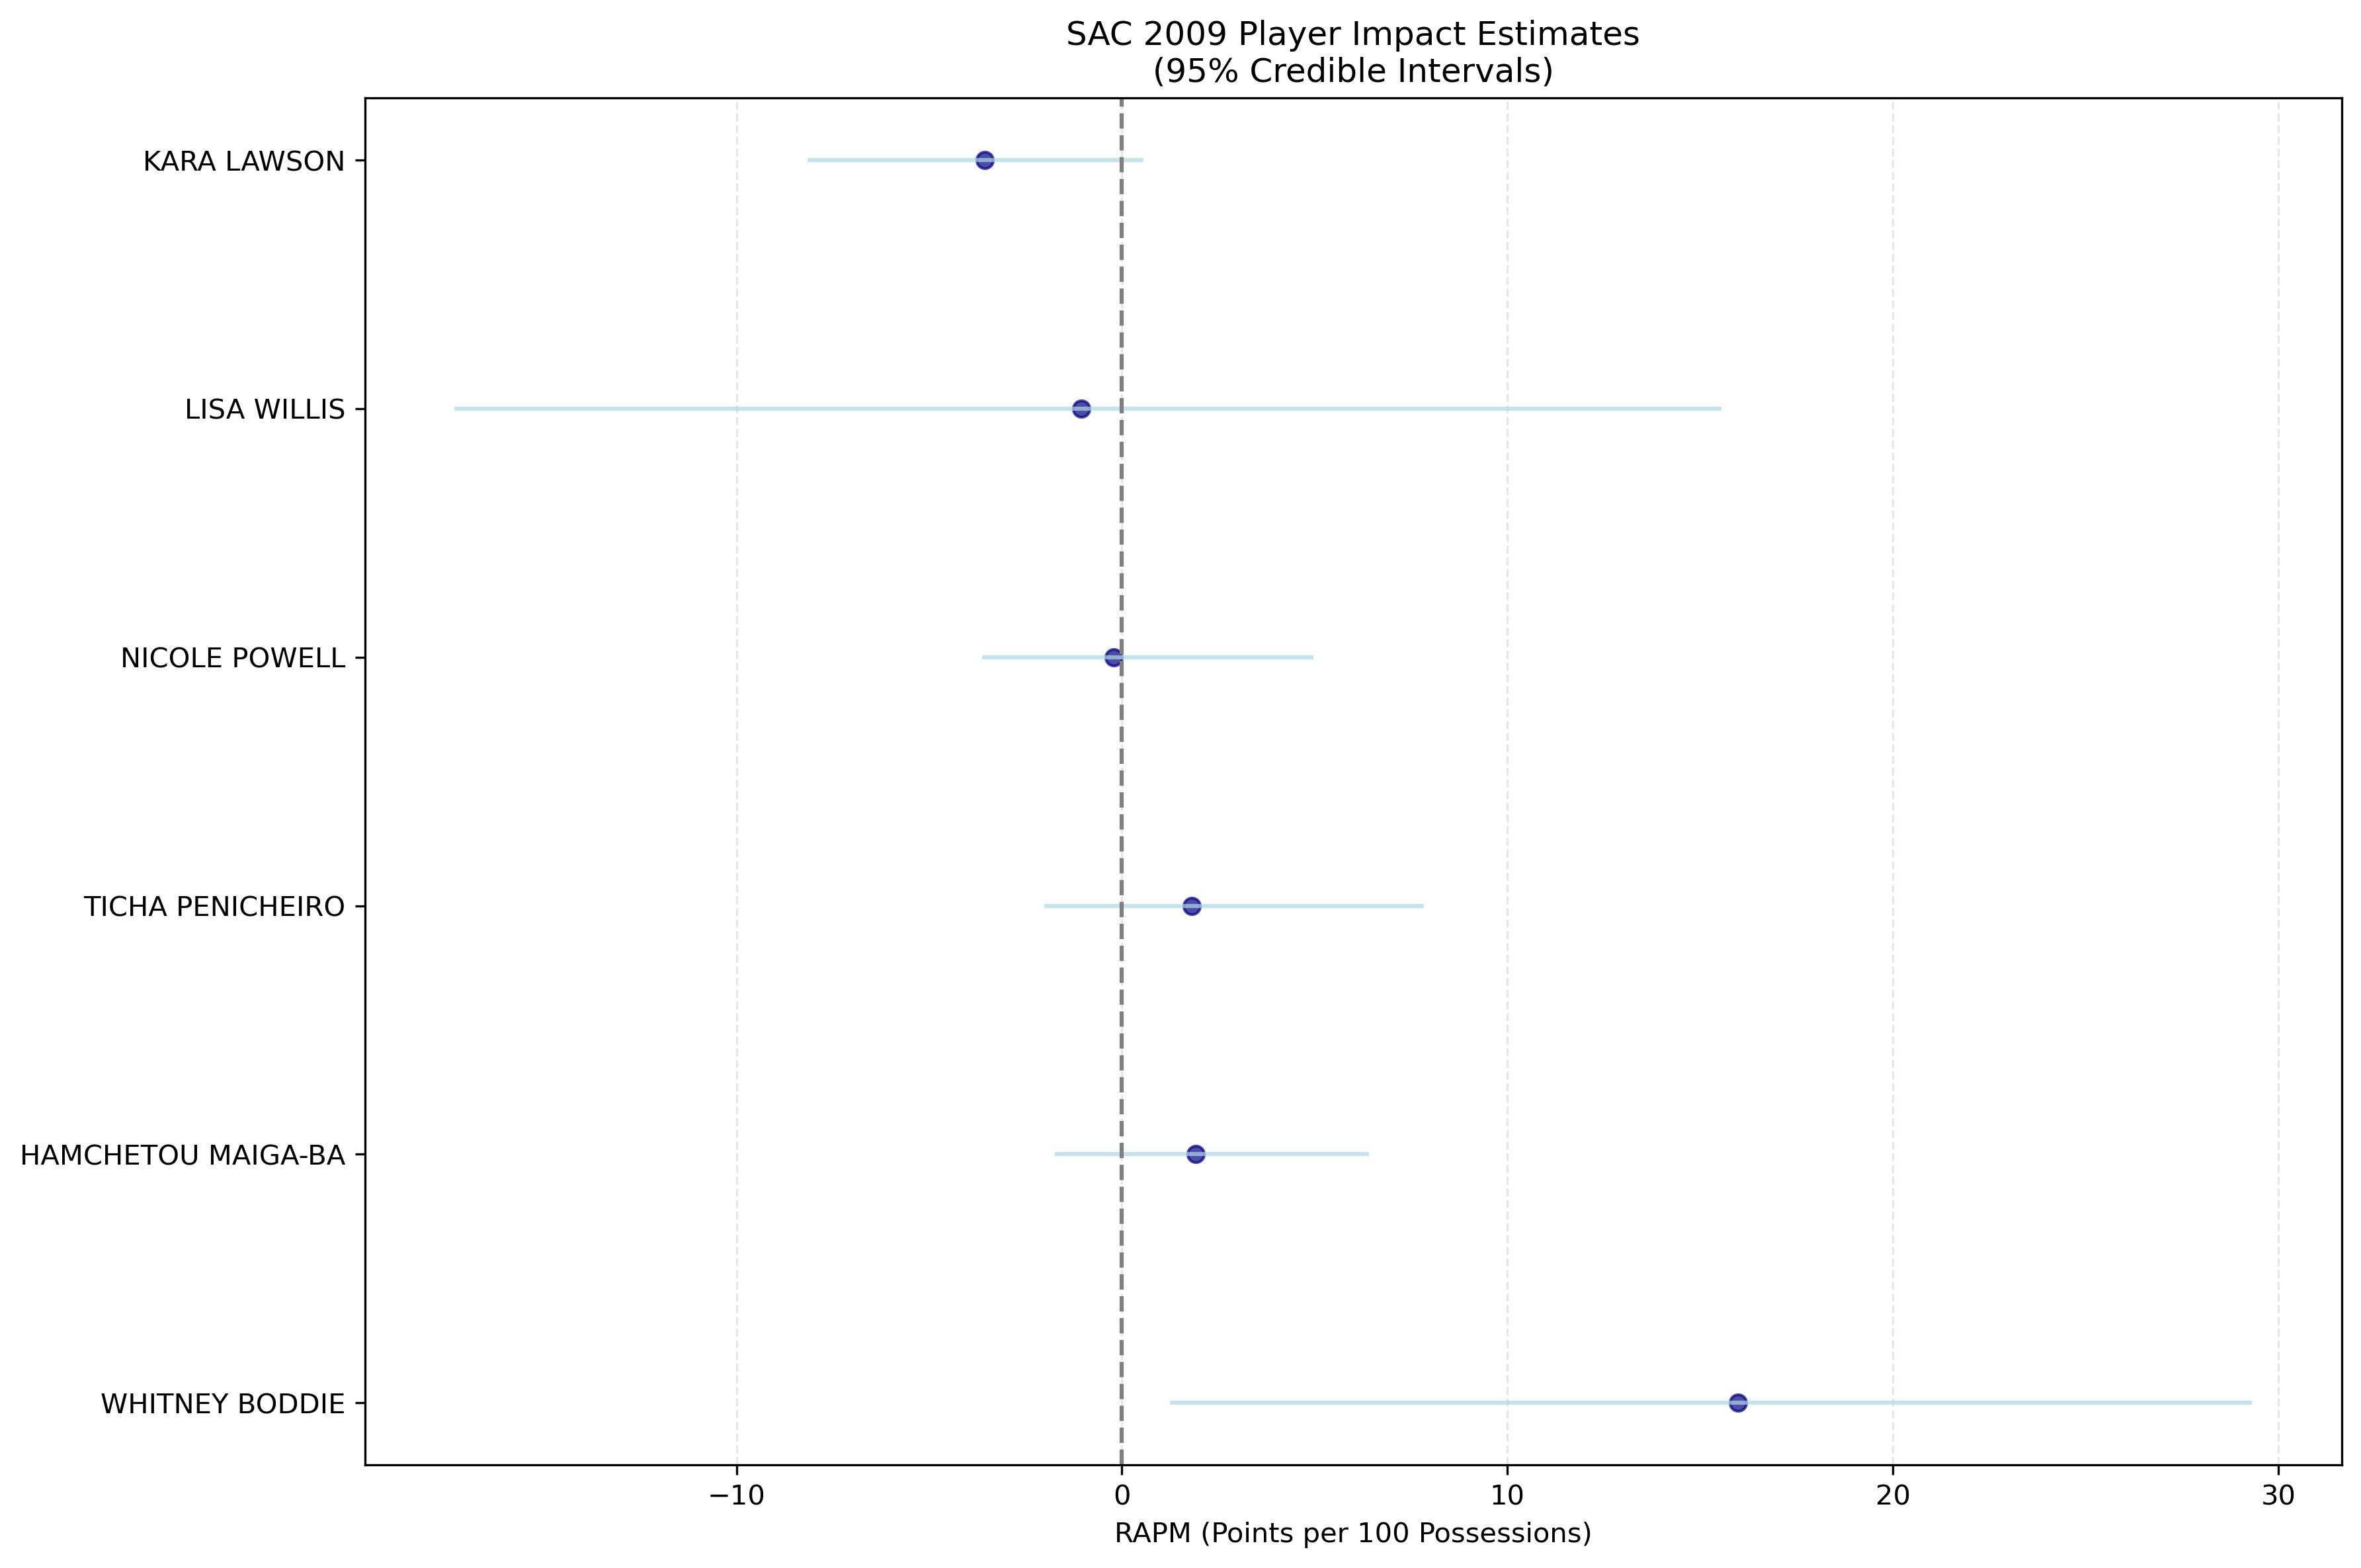 SAC 2009 Player Impact Estimates
(95% Credible Intervals)
KARA LAWSON
LISA WILLIS
NICOLE POWELL
TICHA PENICHEIRO
HAMCHETOU MAIGA-BA
WHITNEY BODDIE
−10 0 10 20 30
RAPM (Points per 100 Possessions)